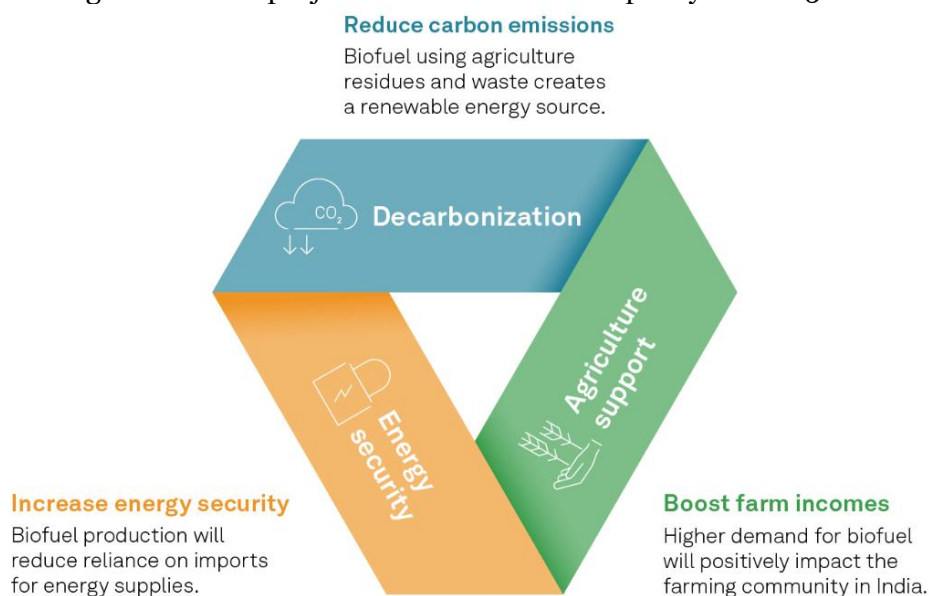 Reduce carbon emissions
Biofuel using agriculture
residues and waste creates
a renewable energy source.
CO₂
Decarbonization
Agriculture
support
Energy
security
Increase energy security
Biofuel production will
reduce reliance on imports
for energy supplies.
Boost farm incomes
Higher demand for biofuel
will positively impact the
farming community in India.